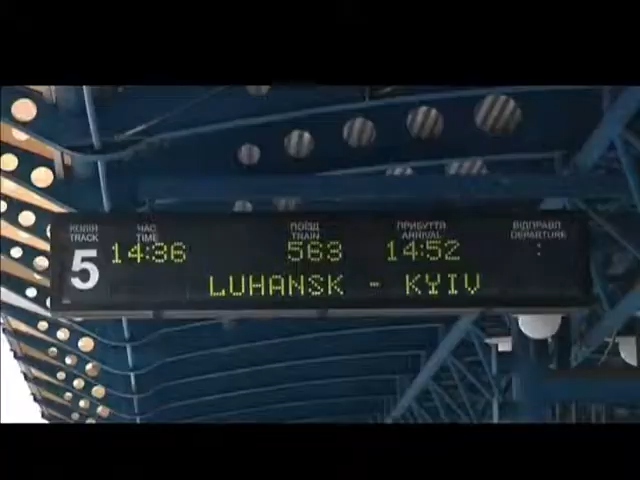 КОЛІЯ ЧАС ПОЇЗД ПРИБУТТЯ ВІДПРАВЛ
TRACK TIME TRAIN ARRIVAL DEPARTURE
5 14:36 563 14:52 :
LUHANSK - KYIV